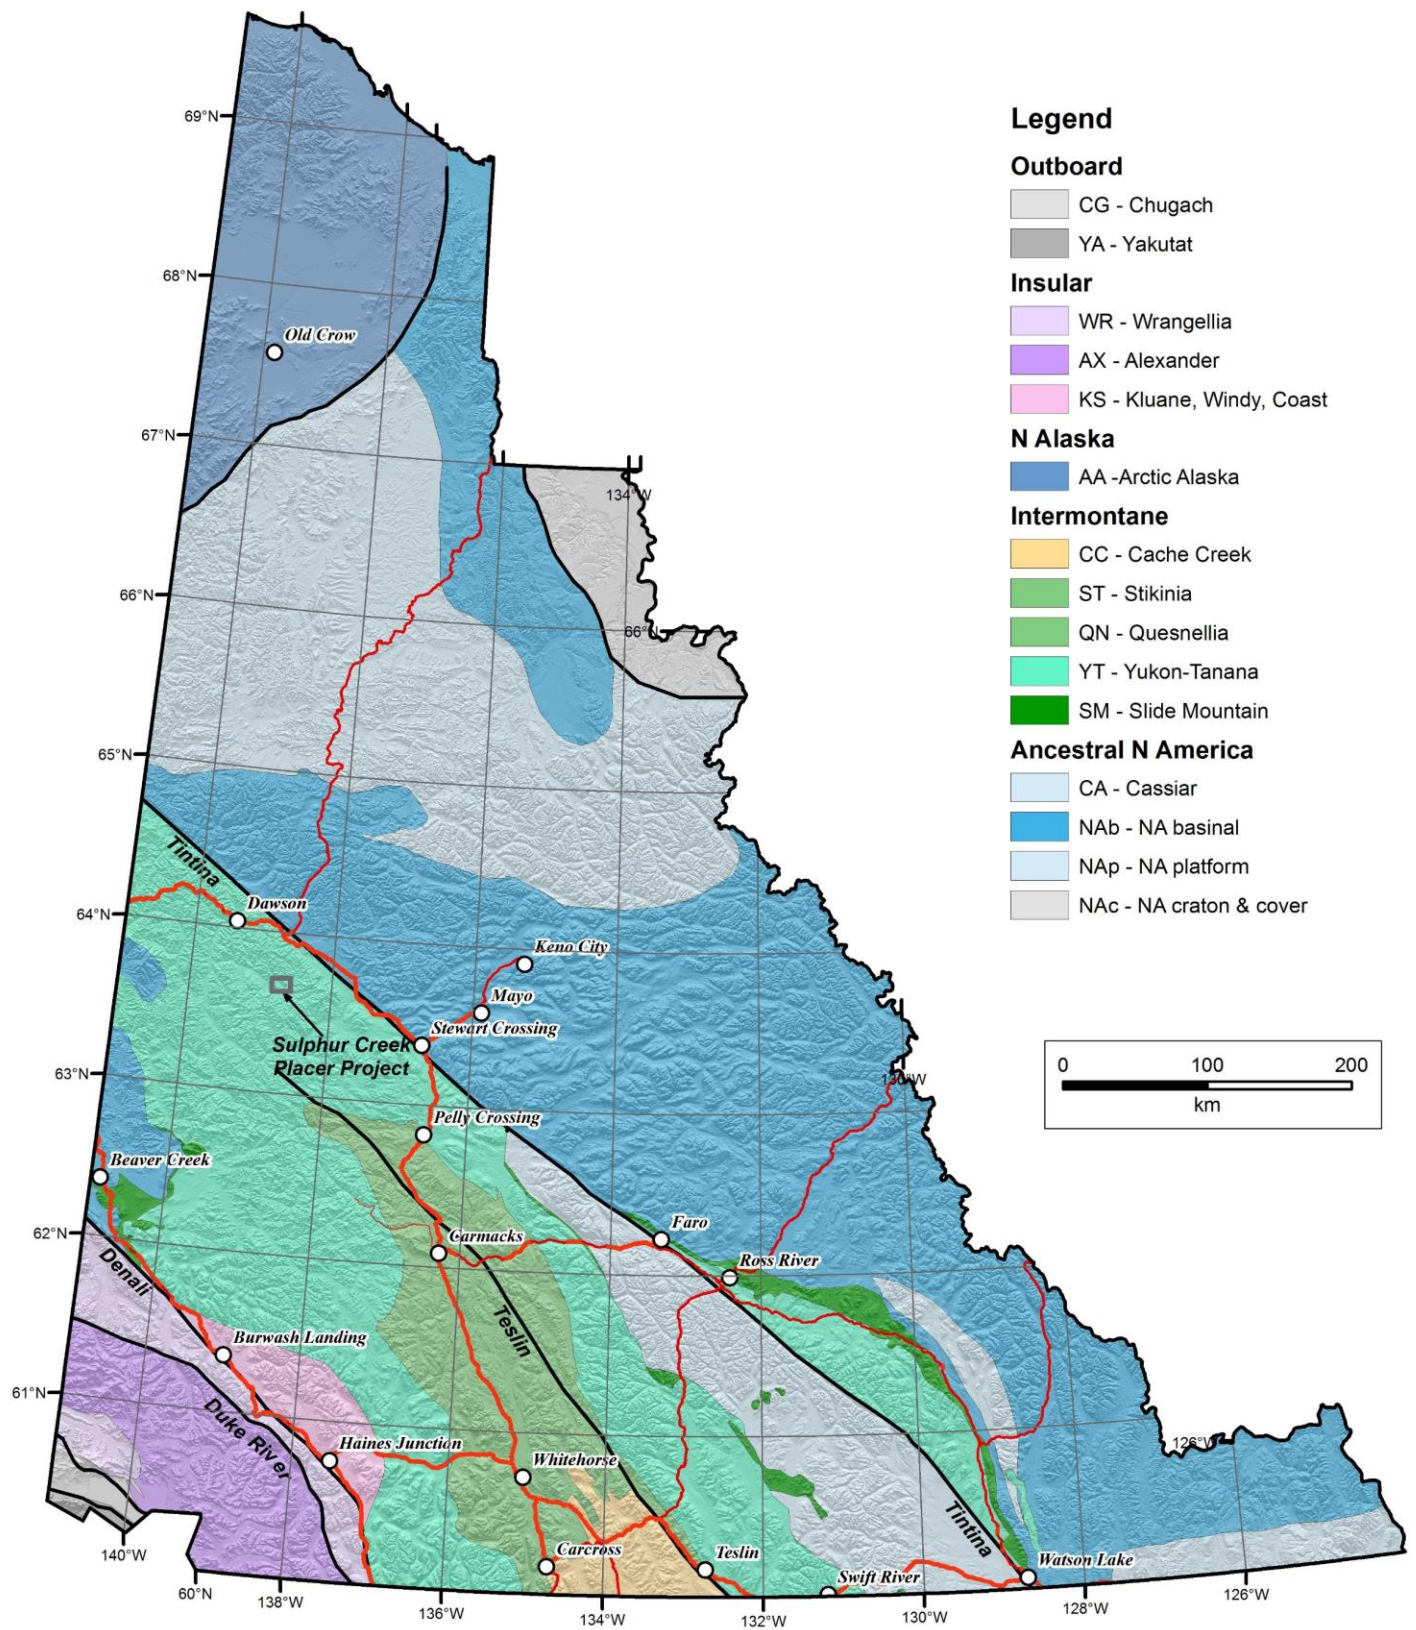 Legend
Outboard
CG - Chugach
YA - Yakutat
Insular
WR - Wrangellia
AX - Alexander
KS - Kluane, Windy, Coast
N Alaska
AA -Arctic Alaska
Intermontane
CC - Cache Creek
ST - Stikinia
QN - Quesnellia
YT - Yukon-Tanana
SM - Slide Mountain
Ancestral N America
CA - Cassiar
NAb - NA basinal
NAp - NA platform
NAc - NA craton & cover
0 100 200
km
69°N
68°N
Old Crow
67°N
134°W
66°N
66°N
65°N
Tintina
Dawson
64°N
Keno City
Mayo
Stewart Crossing
Sulphur Creek
Placer Project
63°N
130°W
Pelly Crossing
Beaver Creek
Faro
62°N
Carmacks
Ross River
Denali
Teslin
Burwash Landing
61°N
Duke River
Haines Junction
126°W
Whitehorse
Tintina
Carcross
Teslin
Watson Lake
Swift River
140°W
60°N
138°W
136°W
134°W
132°W
130°W
128°W
126°W